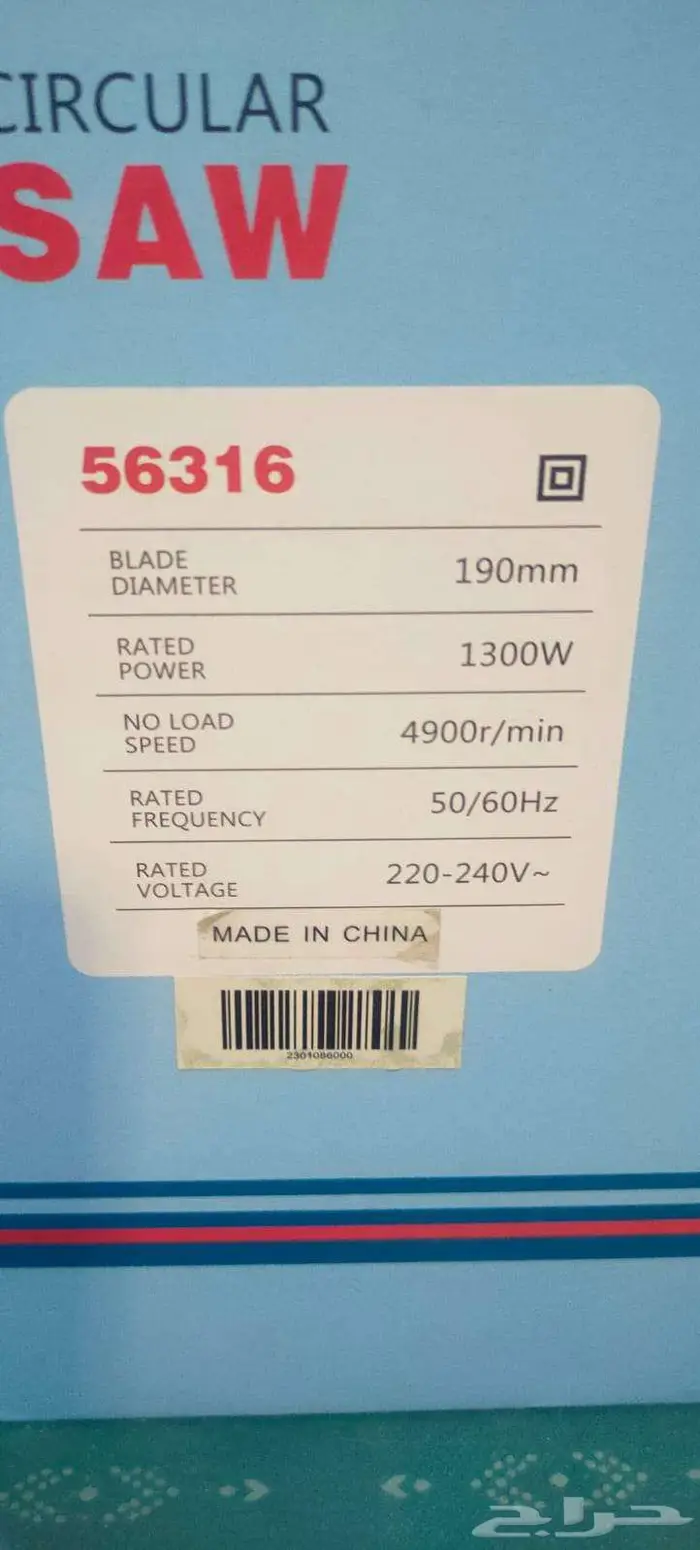 CIRCULAR
SAW
56316
BLADE
DIAMETER
190mm
RATED
POWER
1300W
NO LOAD
SPEED
4900r/min
RATED
FREQUENCY
50/60Hz
RATED
VOLTAGE
220-240V~
MADE IN CHINA
2301086000
حراج